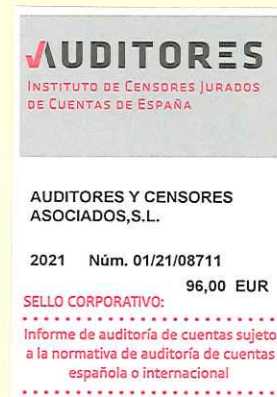 AUDITORES
INSTITUTO DE CENSORES JURADOS
DE CUENTAS DE ESPAÑA
AUDITORES Y CENSORES
ASOCIADOS,S.L.
2021 Núm. 01/21/08711
96,00 EUR
SELLO CORPORATIVO:
Informe de auditoría de cuentas sujeto
a la normativa de auditoría de cuentas
española o internacional